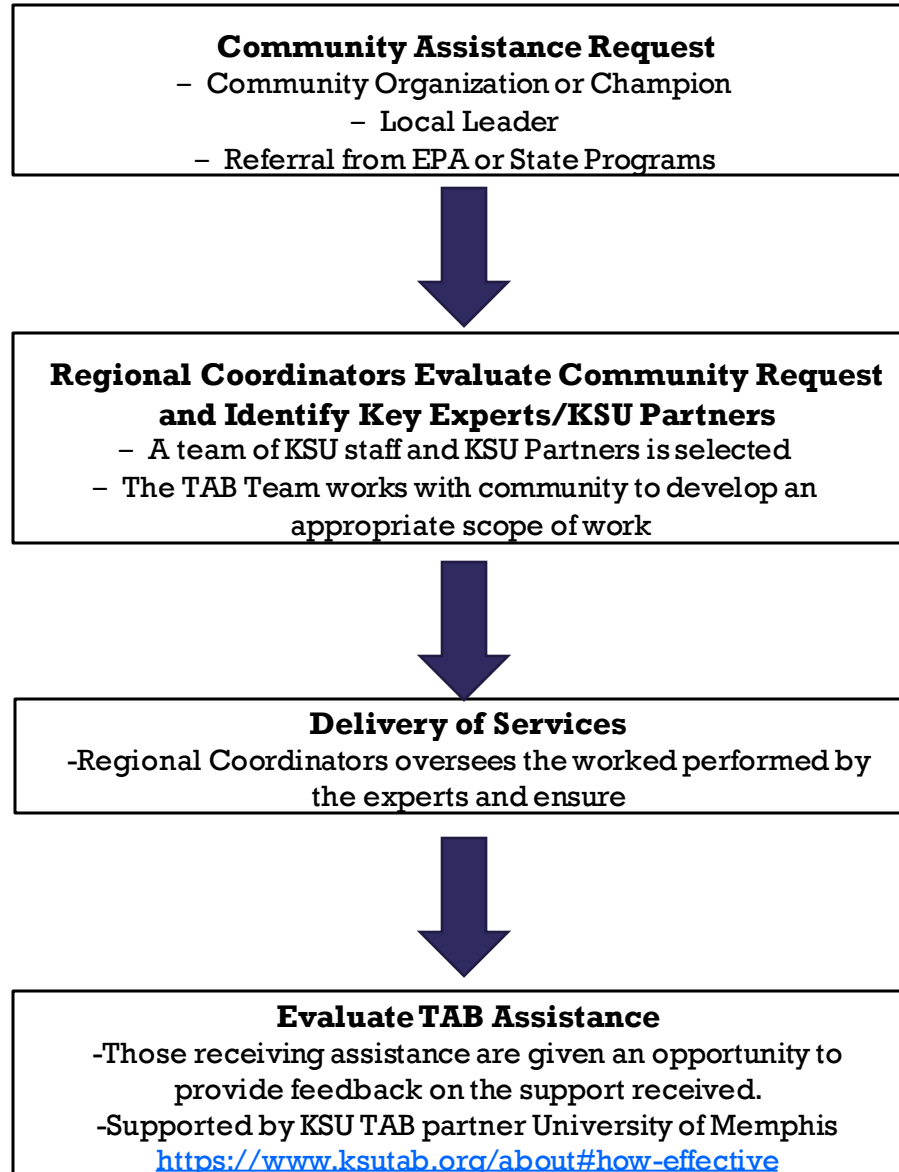 Community Assistance Request
– Community Organization or Champion
– Local Leader
– Referral from EPA or State Programs
Regional Coordinators Evaluate Community Request
and Identify Key Experts/KSU Partners
– A team of KSU staff and KSU Partners is selected
– The TAB Team works with community to develop an
appropriate scope of work
Delivery of Services
-Regional Coordinators oversees the worked performed by
the experts and ensure
Evaluate TAB Assistance
-Those receiving assistance are given an opportunity to
provide feedback on the support received.
-Supported by KSU TAB partner University of Memphis
https://www.ksutab.org/about#how-effective